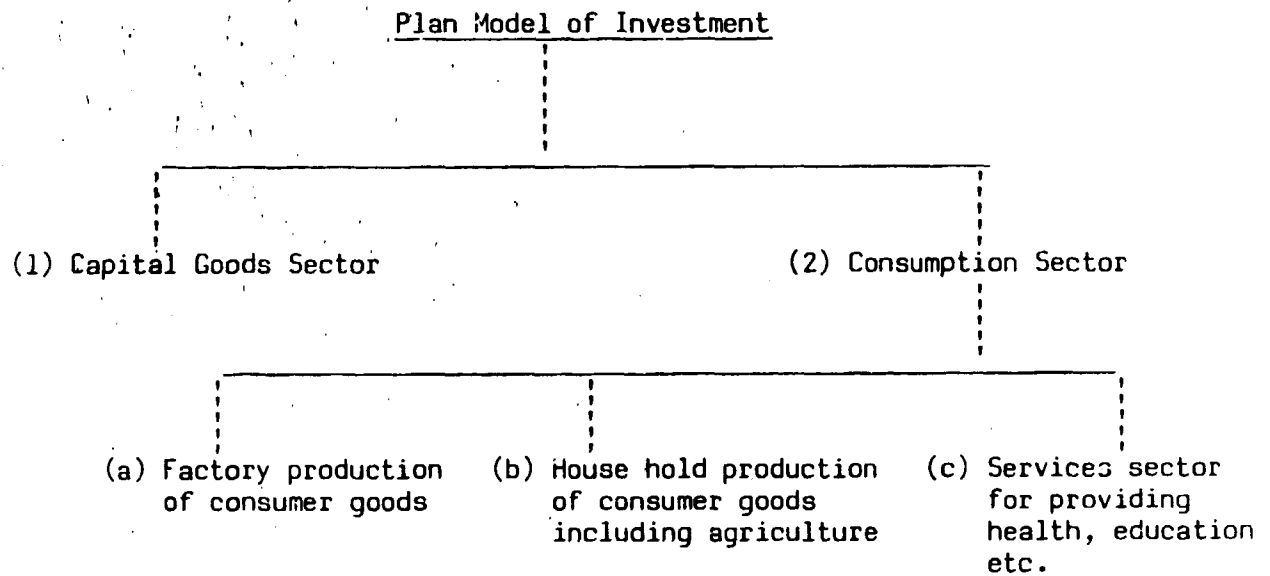 Plan Model of Investment
(1) Capital Goods Sector
(2) Consumption Sector
(a) Factory production
of consumer goods
(b) House hold production
of consumer goods
including agriculture
(c) Services sector
for providing
health, education
etc.